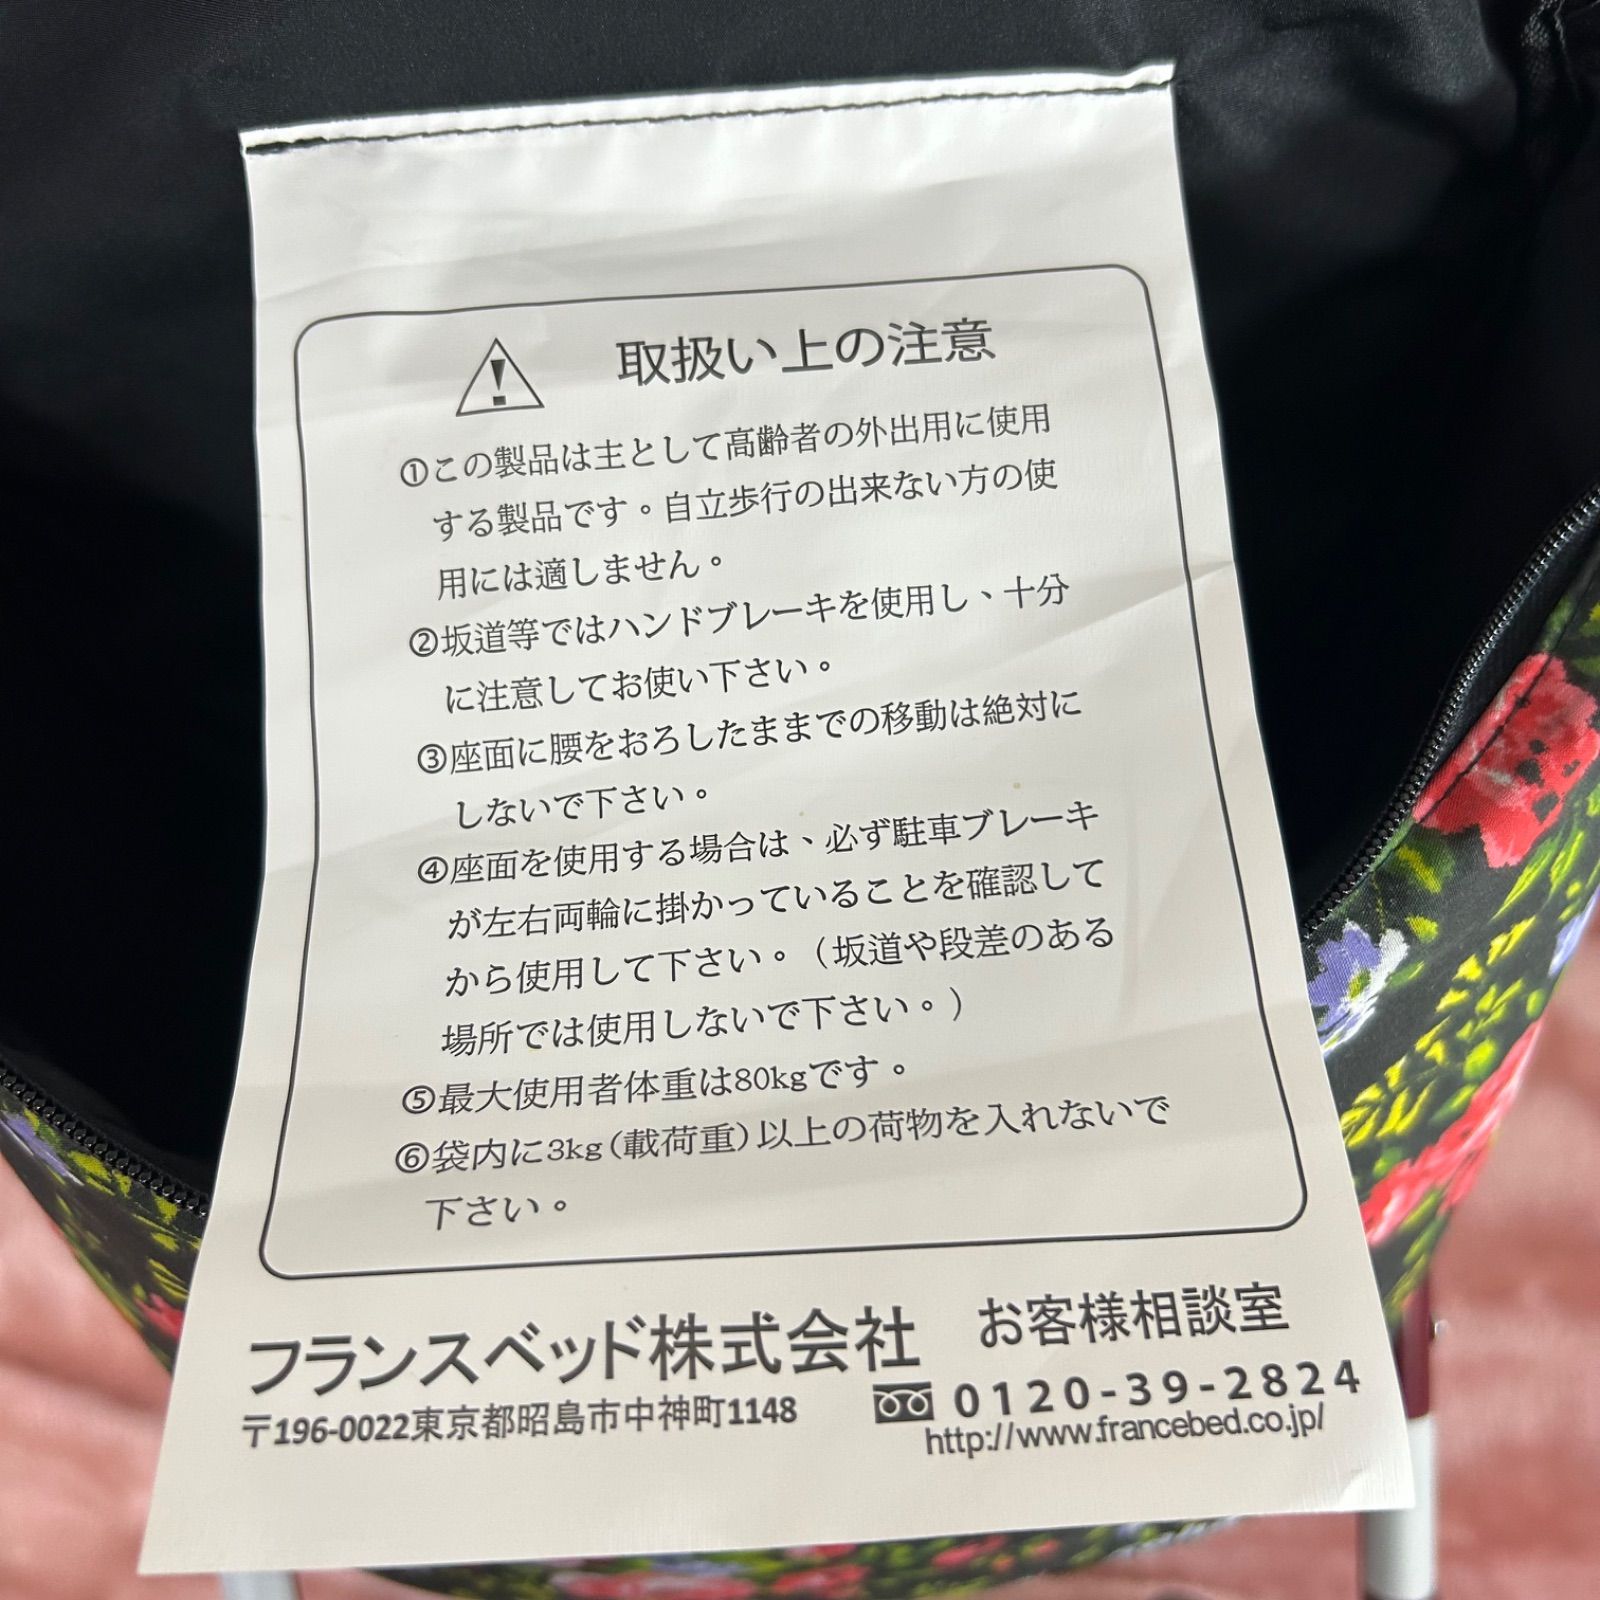 取扱い上の注意
①この製品は主として高齢者の外出用に使用
する製品です。自立歩行の出来ない方の使
用には適しません。
②坂道等ではハンドブレーキを使用し、十分
に注意してお使い下さい。
③座面に腰をおろしたままでの移動は絶対に
しないで下さい。
④座面を使用する場合は、必ず駐車ブレーキ
が左右両輪に掛かっていることを確認して
から使用して下さい。(坂道や段差のある
場所では使用しないで下さい。)
⑤最大使用者体重は80kgです。
⑥袋内に3kg(載荷重)以上の荷物を入れないで
下さい。
フランスベッド株式会社 お客様相談室
〒196-0022東京都昭島市中神町1148
0120-39-2824
http://www.francebed.co.jp/